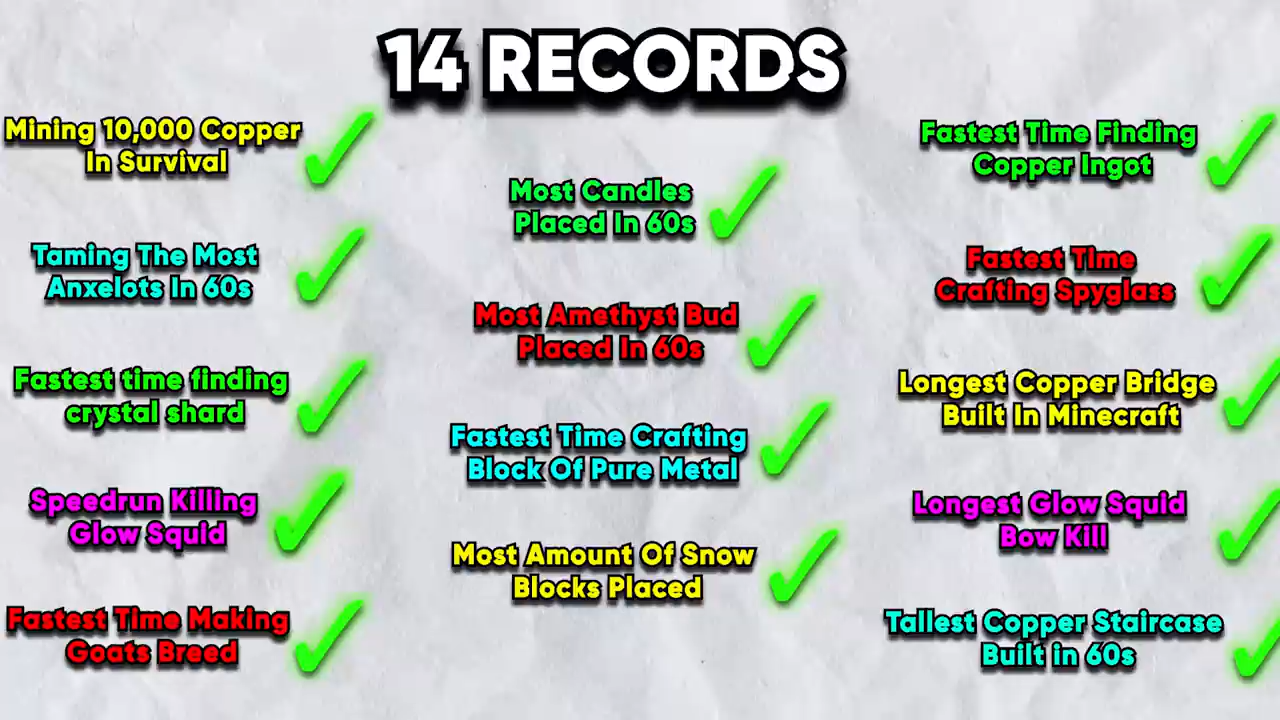 14 RECORDS
Mining 10,000 Copper
In Survival
Taming The Most
Anxelots In 60s
Fastest time finding
crystal shard
Speedrun Killing
Glow Squid
Fastest Time Making
Goats Breed
Most Candles
Placed In 60s
Most Amethyst Bud
Placed In 60s
Fastest Time Crafting
Block Of Pure Metal
Most Amount Of Snow
Blocks Placed
Fastest Time Finding
Copper Ingot
Fastest Time
Crafting Spyglass
Longest Copper Bridge
Built In Minecraft
Longest Glow Squid
Bow Kill
Tallest Copper Staircase
Built in 60s